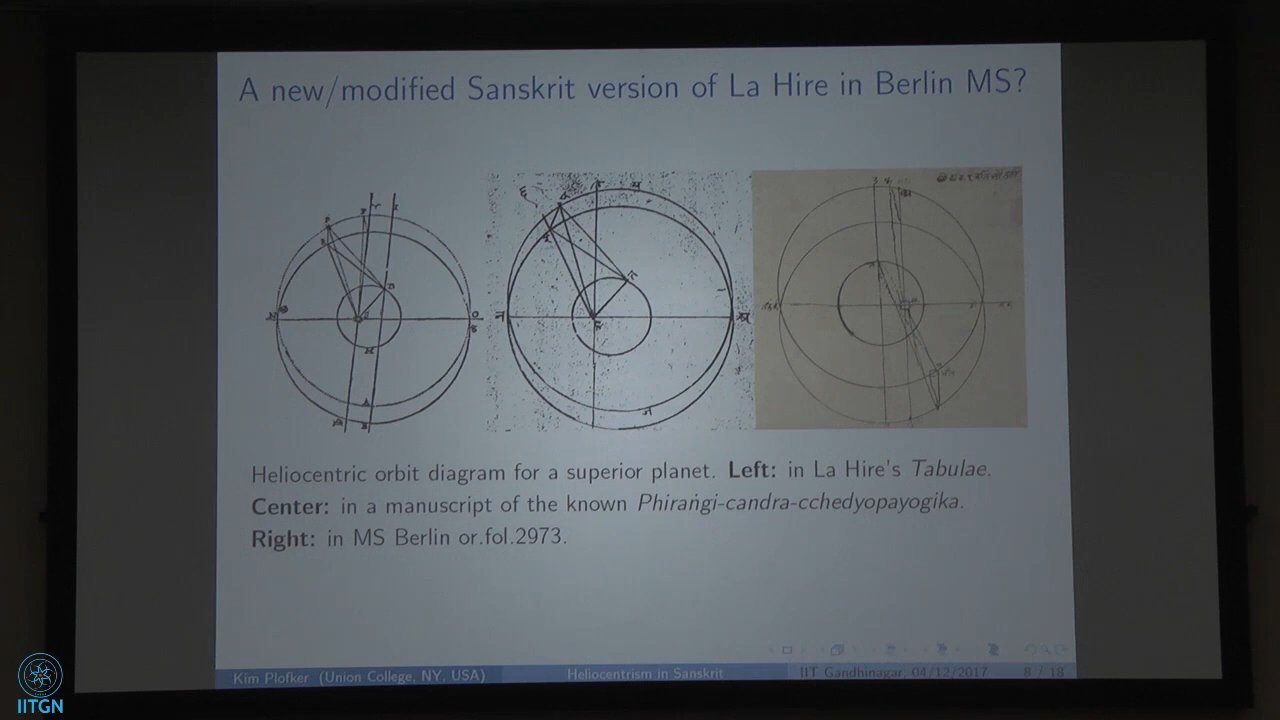 A new/modified Sanskrit version of La Hire in Berlin MS?
Heliocentric orbit diagram for a superior planet. Left: in La Hire's Tabulae.
Center: in a manuscript of the known Phiraṅgi-candra-cchedyopayogika.
Right: in MS Berlin or.fol.2973.
Kim Plofker (Union College, NY, USA)
Heliocentrism in Sanskrit
IIT Gandhinagar, 04/12/2017
8 / 18
IITGN